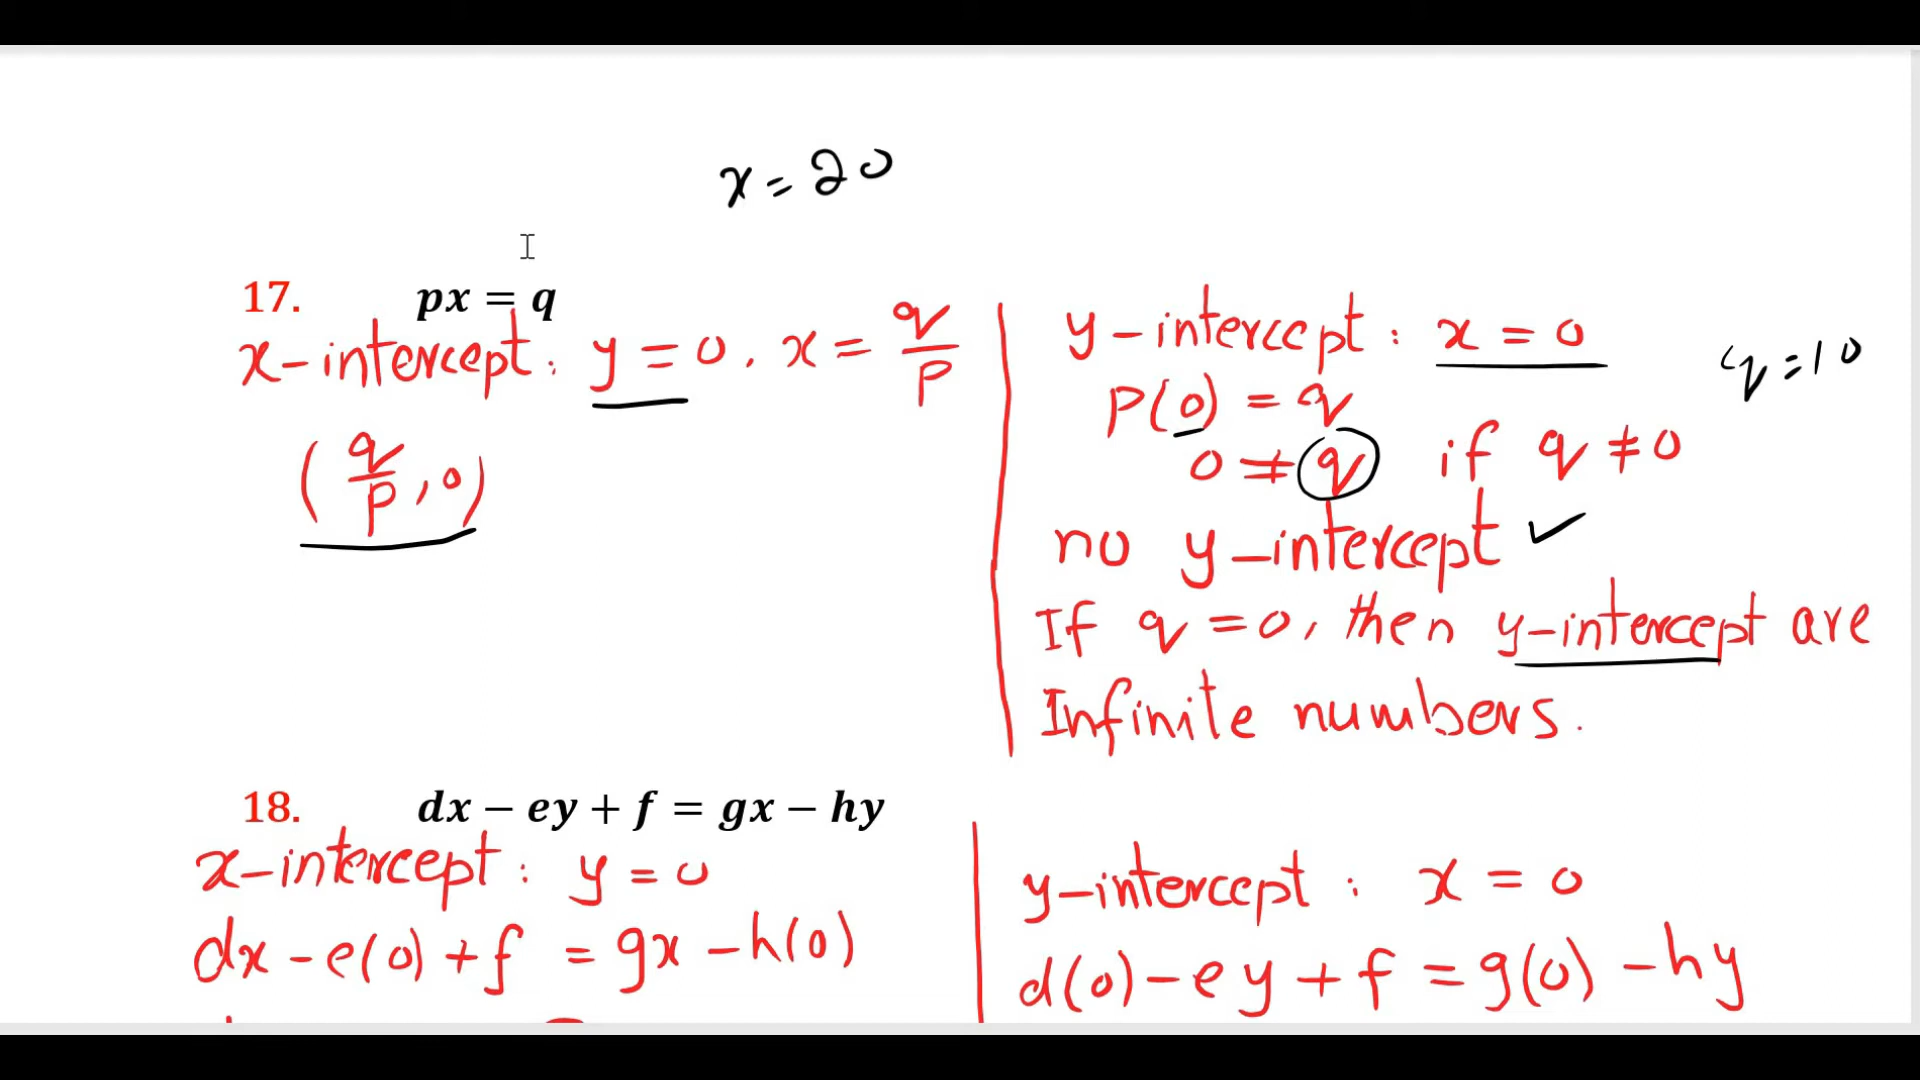 x = 20
17. px = q
x-intercept: y = 0, x = q/p
(q/p, 0)
y-intercept: x = 0
p(0) = q
0 ≠ q if q ≠ 0
q = 10
no y-intercept ✓
If q = 0, then y-intercept are
Infinite numbers.
18. dx − ey + f = gx − hy
x-intercept: y = 0
dx - e(0) + f = gx - h(0)
y-intercept: x = 0
d(0) - ey + f = g(0) - hy